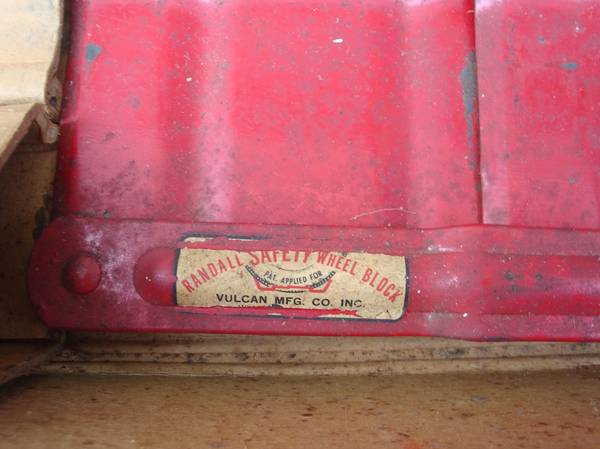 RANDALL SAFETY WHEEL BLOCK
PAT. APPLIED FOR
VULCAN MFG. CO. INC.